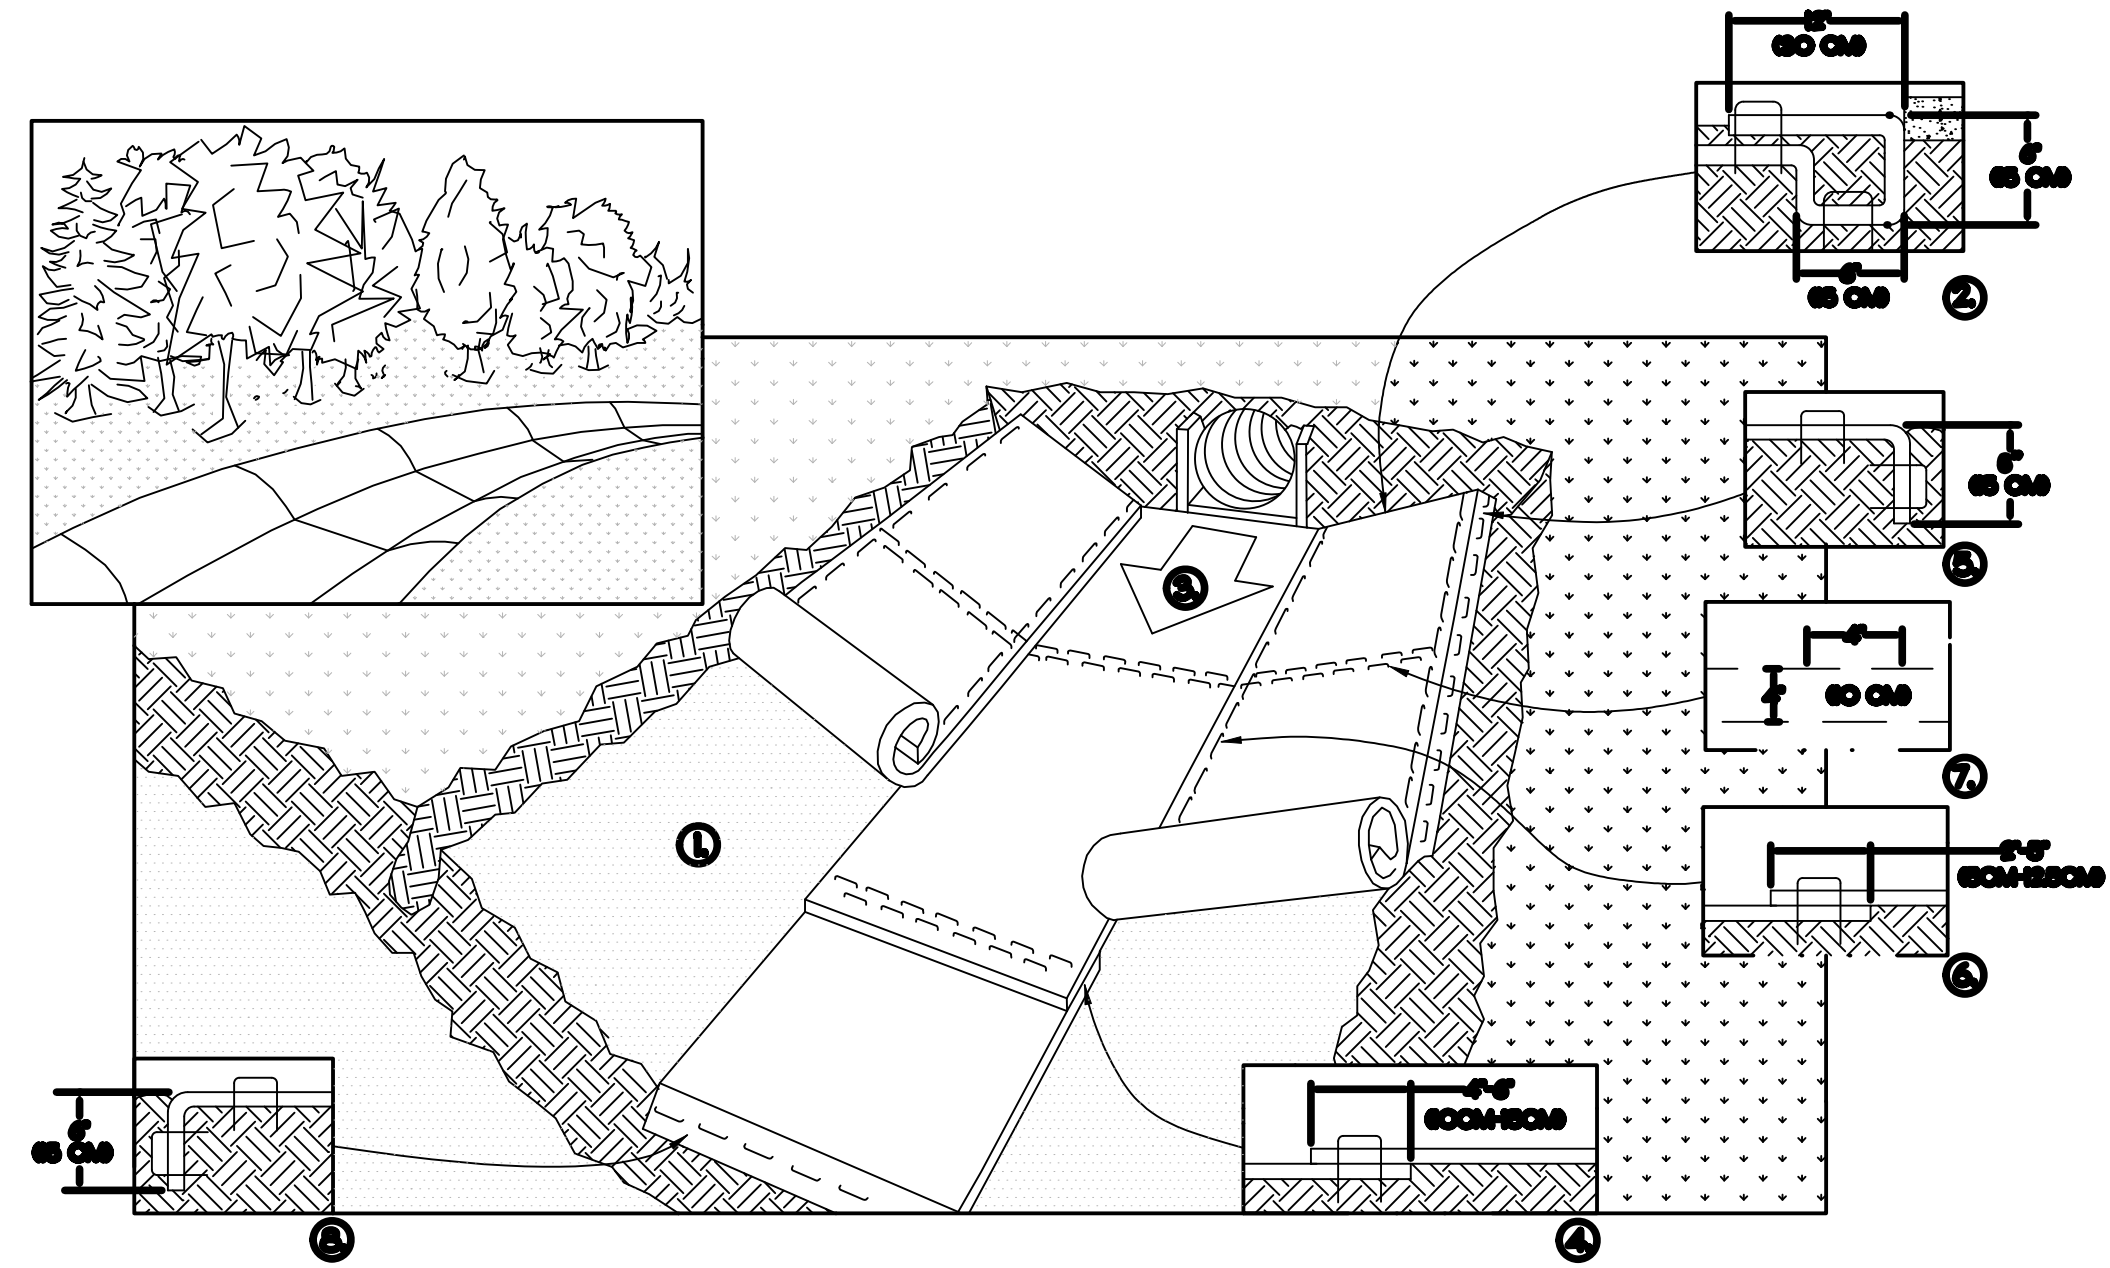 12"
(30 CM)
6"
(15 CM)
6"
(15 CM)
2.
6"
(15 CM)
5.
3.
4"
4"
(10 CM)
7.
1.
2"-5"
(5CM-12.5CM)
6.
4"-6"
(10CM-15CM)
4.
6"
(15 CM)
8.